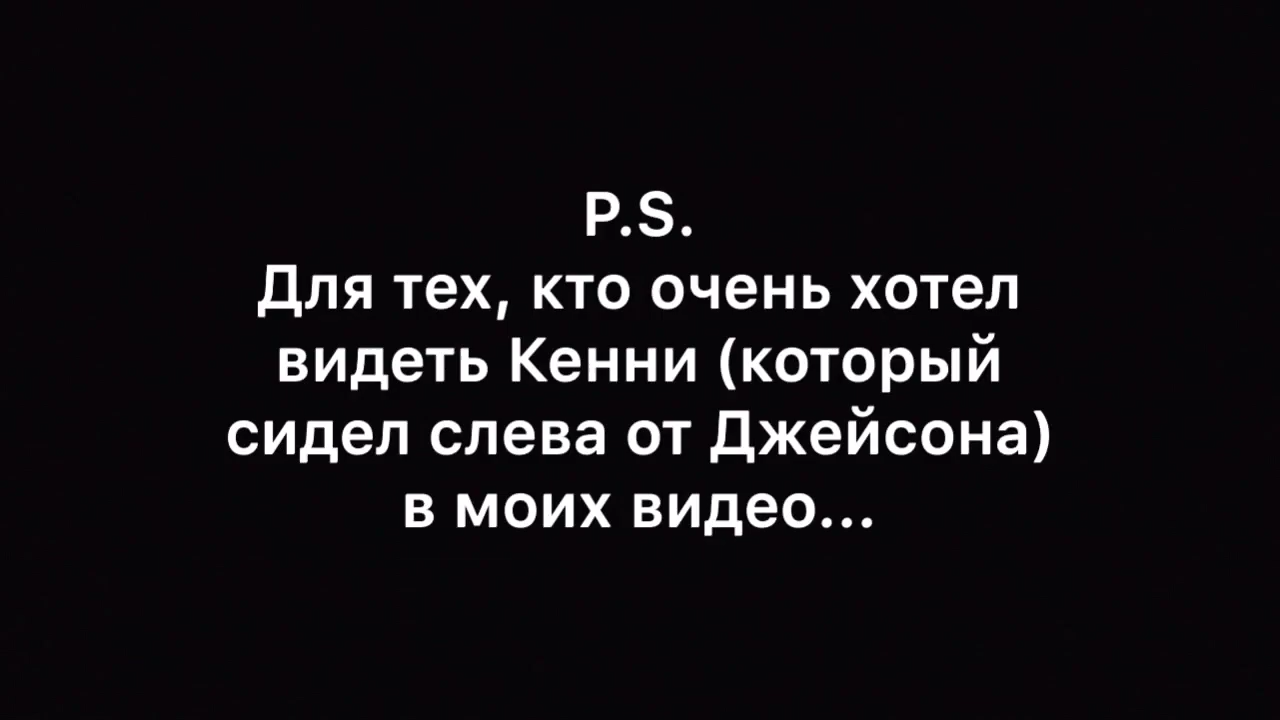 P.S.
Для тех, кто очень хотел
видеть Кенни (который
сидел слева от Джейсона)
в моих видео...